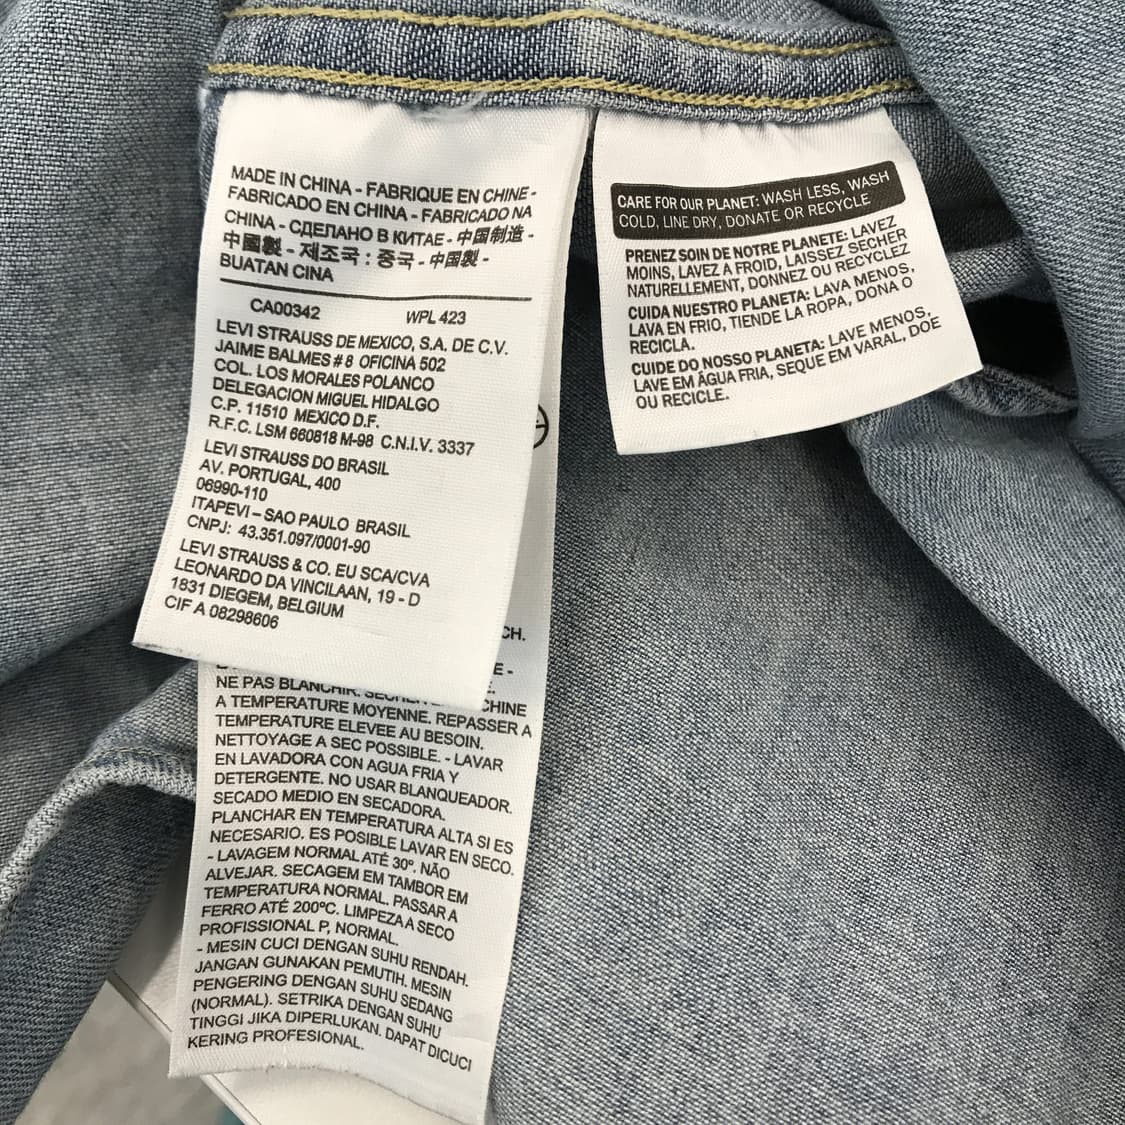 MADE IN CHINA - FABRIQUE EN CHINE -
FABRICADO EN CHINA - FABRICADO NA
CHINA - СДЕЛАНО В КИТАЕ - 中国制造 -
中國製 - 제조국 : 중국 - 中国製 -
BUATAN CINA
CA00342 WPL 423
LEVI STRAUSS DE MEXICO, S.A. DE C.V.
JAIME BALMES # 8 OFICINA 502
COL. LOS MORALES POLANCO
DELEGACION MIGUEL HIDALGO
C.P. 11510 MEXICO D.F.
R.F.C. LSM 660818 M-98 C.N.I.V. 3337
LEVI STRAUSS DO BRASIL
AV. PORTUGAL, 400
06990-110
ITAPEVI – SAO PAULO BRASIL
CNPJ: 43.351.097/0001-90
LEVI STRAUSS & CO. EU SCA/CVA
LEONARDO DA VINCILAAN, 19 - D
1831 DIEGEM, BELGIUM
CIF A 08298606
CH.
E -
NE PAS BLANCHIR. SECHER CHINE
A TEMPERATURE MOYENNE. REPASSER A
TEMPERATURE ELEVEE AU BESOIN.
NETTOYAGE A SEC POSSIBLE. - LAVAR
EN LAVADORA CON AGUA FRIA Y
DETERGENTE. NO USAR BLANQUEADOR.
SECADO MEDIO EN SECADORA.
PLANCHAR EN TEMPERATURA ALTA SI ES
NECESARIO. ES POSIBLE LAVAR EN SECO.
- LAVAGEM NORMAL ATÉ 30º. NÃO
ALVEJAR. SECAGEM EM TAMBOR EM
TEMPERATURA NORMAL. PASSAR A
FERRO ATÉ 200ºC. LIMPEZA A SECO
PROFISSIONAL P, NORMAL.
- MESIN CUCI DENGAN SUHU RENDAH.
JANGAN GUNAKAN PEMUTIH. MESIN
PENGERING DENGAN SUHU SEDANG
(NORMAL). SETRIKA DENGAN SUHU
TINGGI JIKA DIPERLUKAN. DAPAT DICUCI
KERING PROFESIONAL.
CARE FOR OUR PLANET: WASH LESS, WASH
COLD, LINE DRY, DONATE OR RECYCLE
PRENEZ SOIN DE NOTRE PLANETE: LAVEZ
MOINS, LAVEZ A FROID, LAISSEZ SECHER
NATURELLEMENT, DONNEZ OU RECYCLEZ
CUIDA NUESTRO PLANETA: LAVA MENOS,
LAVA EN FRIO, TIENDE LA ROPA, DONA O
RECICLA.
CUIDE DO NOSSO PLANETA: LAVE MENOS,
LAVE EM ÁGUA FRIA, SEQUE EM VARAL, DOE
OU RECICLE.